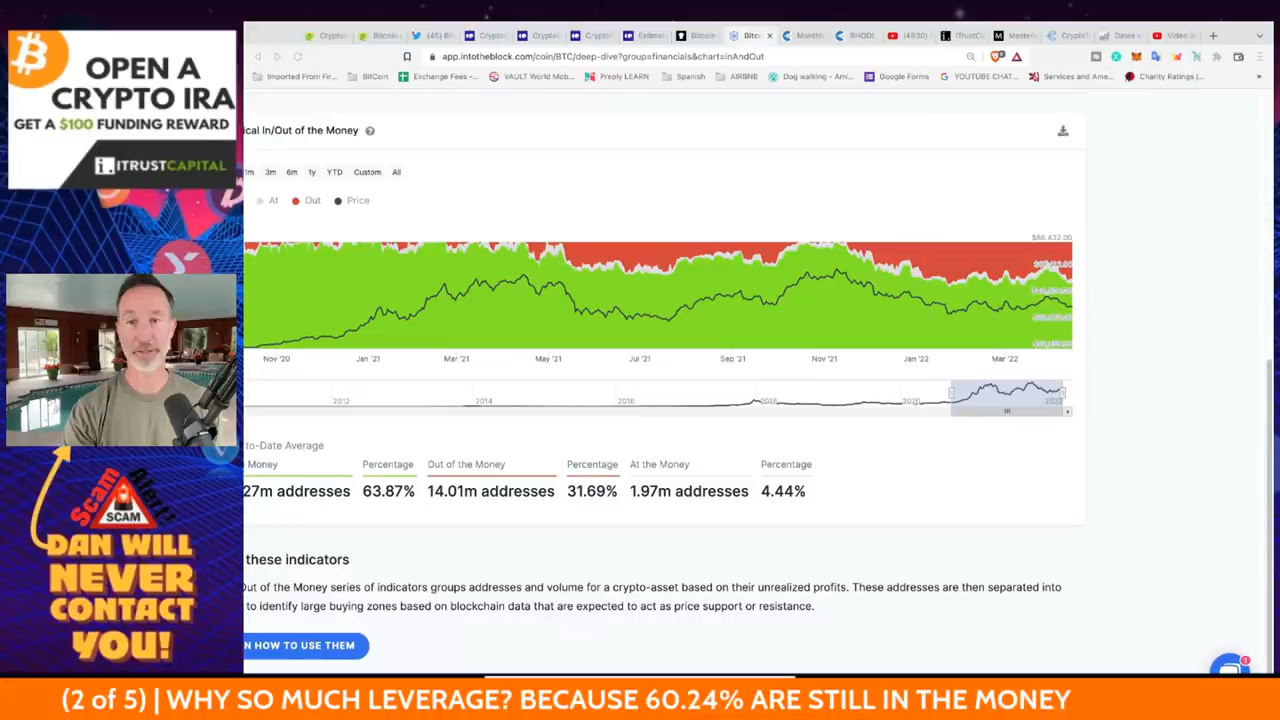 OPEN A
CRYPTO IRA
GET A $100 FUNDING REWARD
ITRUSTCAPITAL
Bitcoin
app.intotheblock.com/coin/BTC/deep-dive?group=financials&chart=inAndOut
Imported From Fir... BitCoin Exchange Fees -... VAULT World Mob... Preply LEARN Spanish AIRBNB Dog walking - Ami... Google Forms YOUTUBE CHAT... Services and Ame... Charity Ratings |...
ical In/Out of the Money
1m 3m 6m 1y YTD Custom All
At Out Price
$86,432.00
Nov '20 Jan '21 Mar '21 May '21 Jul '21 Sep '21 Nov '21 Jan '22 Mar '22
2012 2014 2016 2018 2020 2022
to-Date Average
Money Percentage Out of the Money Percentage At the Money Percentage
27m addresses 63.87% 14.01m addresses 31.69% 1.97m addresses 4.44%
these indicators
Out of the Money series of indicators groups addresses and volume for a crypto-asset based on their unrealized profits. These addresses are then separated into
to identify large buying zones based on blockchain data that are expected to act as price support or resistance.
N HOW TO USE THEM
1
Scam Alert!
SCAM
DAN WILL
NEVER
CONTACT
YOU!
(2 of 5) | WHY SO MUCH LEVERAGE? BECAUSE 60.24% ARE STILL IN THE MONEY